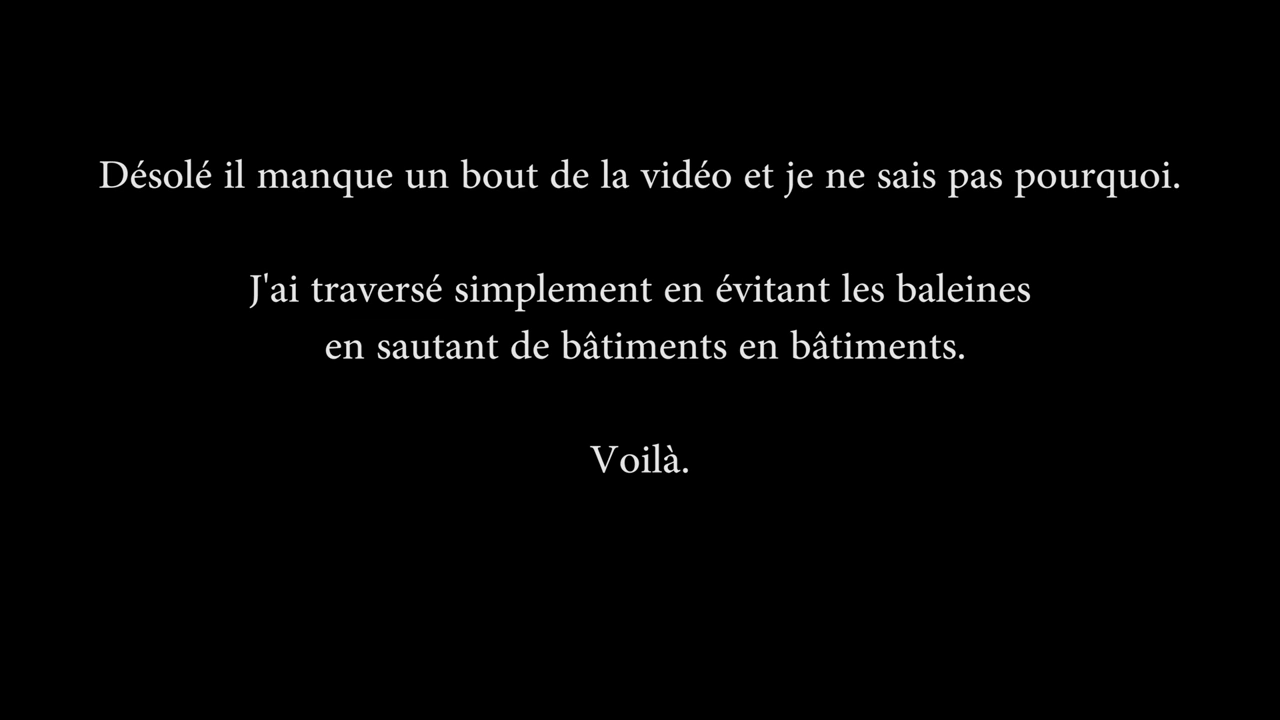 Désolé il manque un bout de la vidéo et je ne sais pas pourquoi.
J'ai traversé simplement en évitant les baleines
en sautant de bâtiments en bâtiments.
Voilà.